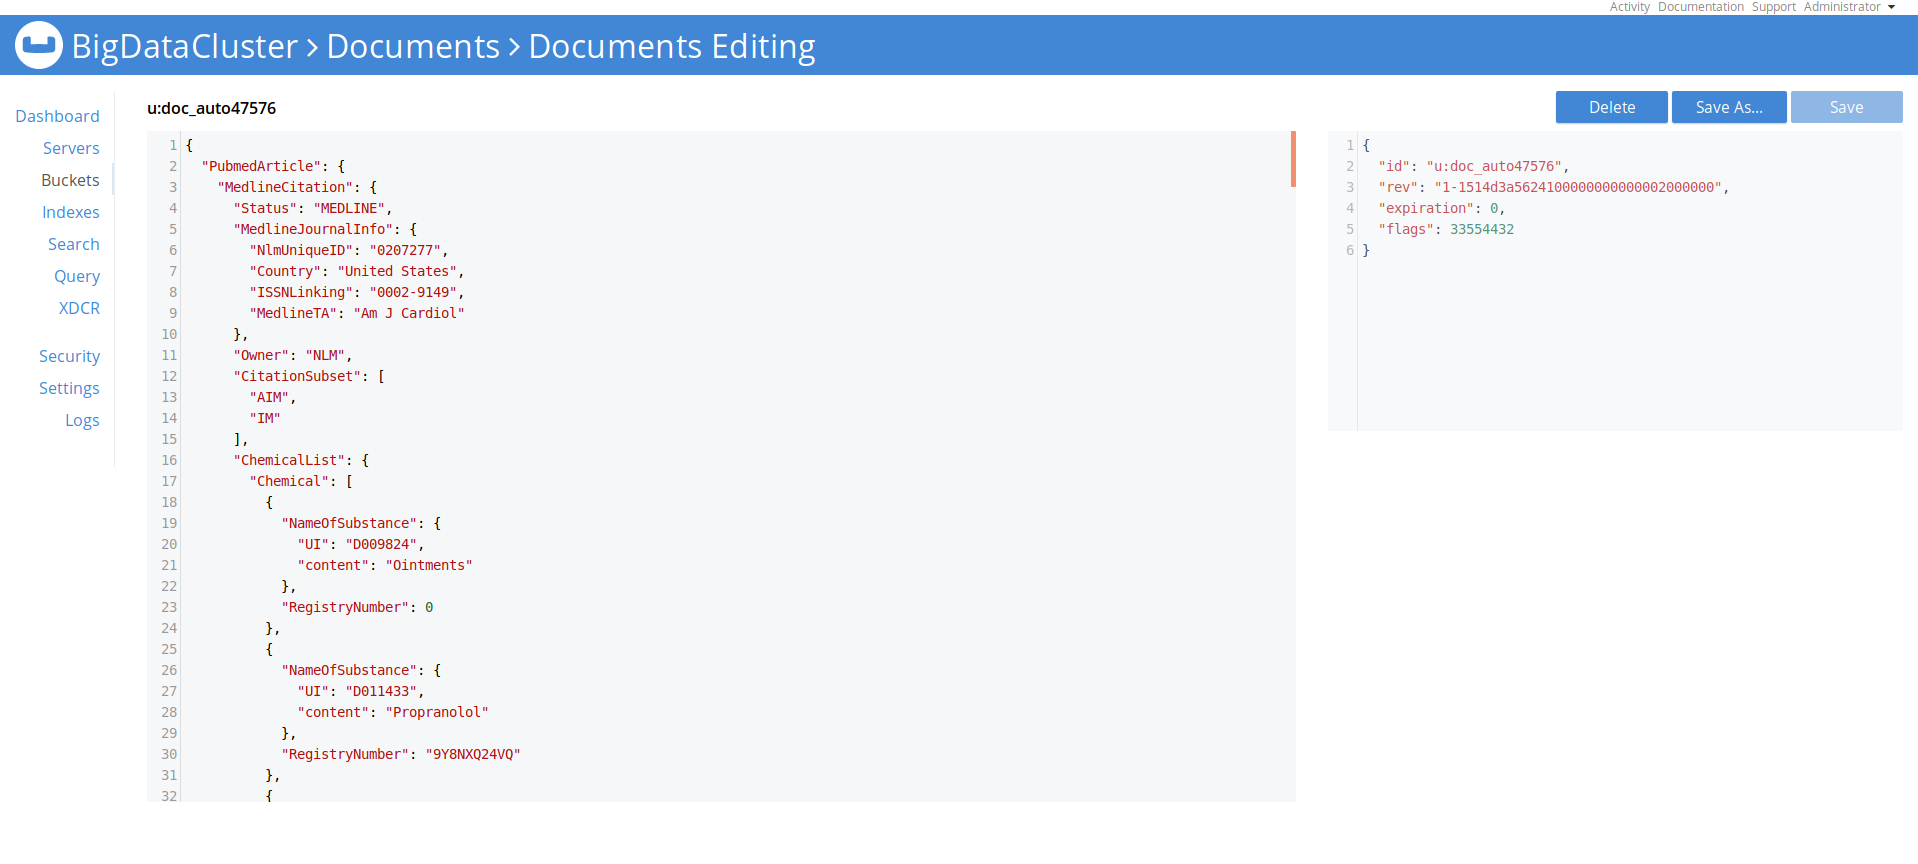 Activity Documentation Support Administrator
BigDataCluster > Documents > Documents Editing
Dashboard
Servers
Buckets
Indexes
Search
Query
XDCR
Security
Settings
Logs
u:doc_auto47576
Delete Save As... Save
1 {
2 "PubmedArticle": {
3 "MedlineCitation": {
4 "Status": "MEDLINE",
5 "MedlineJournalInfo": {
6 "NlmUniqueID": "0207277",
7 "Country": "United States",
8 "ISSNLinking": "0002-9149",
9 "MedlineTA": "Am J Cardiol"
10 },
11 "Owner": "NLM",
12 "CitationSubset": [
13 "AIM",
14 "IM"
15 ],
16 "ChemicalList": {
17 "Chemical": [
18 {
19 "NameOfSubstance": {
20 "UI": "D009824",
21 "content": "Ointments"
22 },
23 "RegistryNumber": 0
24 },
25 {
26 "NameOfSubstance": {
27 "UI": "D011433",
28 "content": "Propranolol"
29 },
30 "RegistryNumber": "9Y8NXQ24VQ"
31 },
32 {
1 {
2 "id": "u:doc_auto47576",
3 "rev": "1-1514d3a5624100000000000002000000",
4 "expiration": 0,
5 "flags": 33554432
6 }